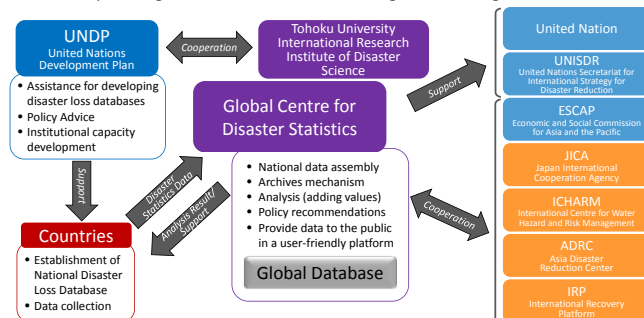 UNDP
United Nations
Development Plan
Cooperation
Tohoku University
International Research
Institute of Disaster
Science
• Assistance for developing
disaster loss databases
• Policy Advice
• Institutional capacity
development
Global Centre for
Disaster Statistics
Support
United Nation
UNISDR
United Nations Secretariat for
International Strategy for
Disaster Reduction
ESCAP
Economic and Social Commission
for Asia and the Pacific
JICA
Japan International
Cooperation Agency
ICHARM
International Centre for Water
Hazard and Risk Management
ADRC
Asia Disaster
Reduction Center
IRP
International Recovery
Platform
Support
Disaster
Statistics Data
Analysis Result/
Support
• National data assembly
• Archives mechanism
• Analysis (adding values)
• Policy recommendations
• Provide data to the public
in a user-friendly platform
Global Database
Cooperation
Countries
• Establishment of
National Disaster
Loss Database
• Data collection